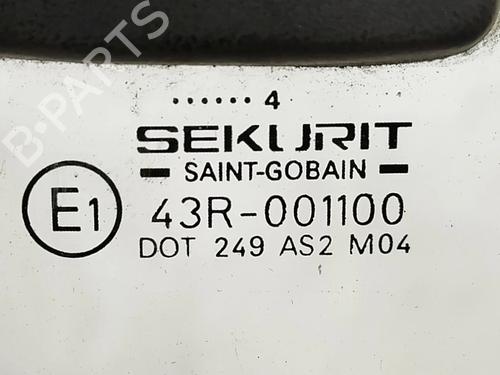 ...... 4
SEKURIT
SAINT-GOBAIN
E1 43R-001100
DOT 249 AS2 M04
B-PARTS